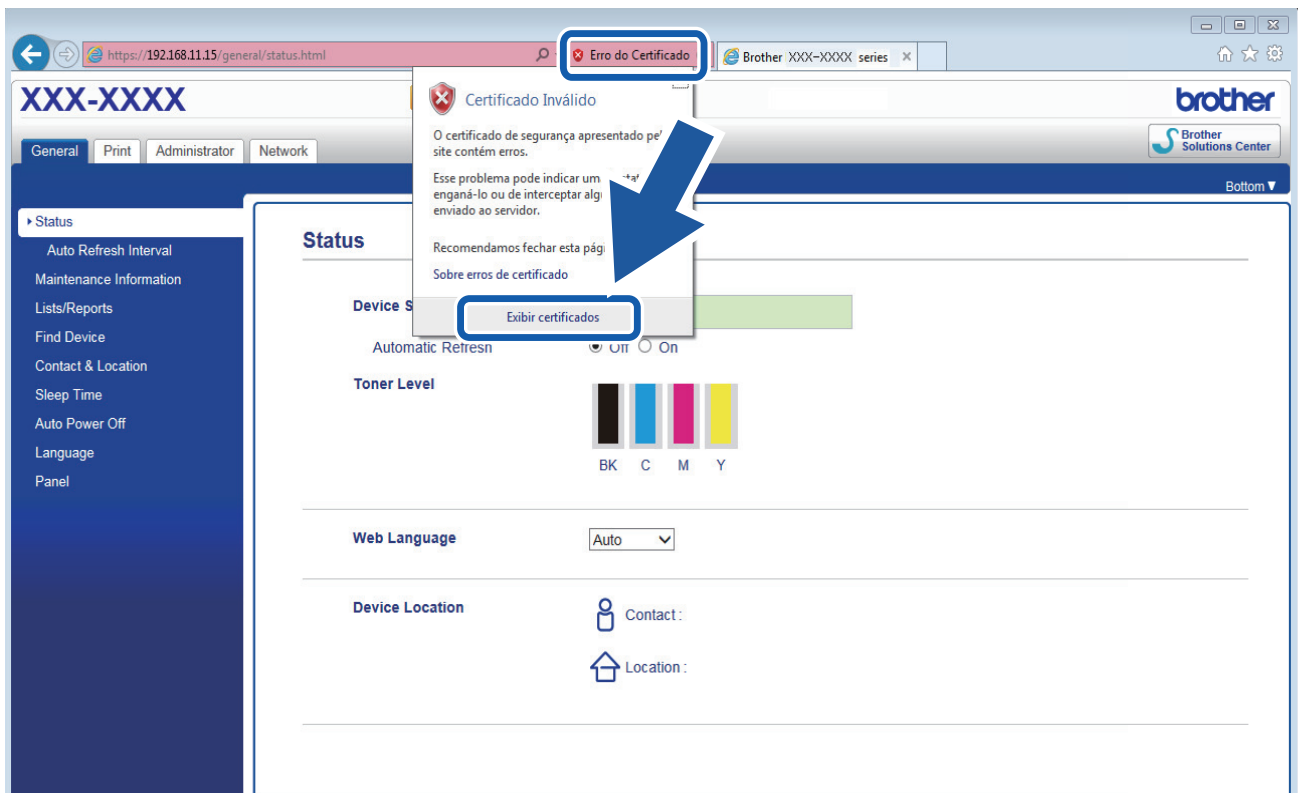 https://192.168.11.15/general/status.html
Erro do Certificado
Brother XXX-XXXX series
XXX-XXXX
brother
Brother
Solutions Center
General Print Administrator Network
Bottom▼
Certificado Inválido
O certificado de segurança apresentado
site contém erros.
Esse problema pode indicar
enganá-lo ou de interceptar
enviado ao servidor.
Recomendamos fechar esta
Sobre erros de certificado
Exibir certificados
Status
Auto Refresh Interval
Maintenance Information
Lists/Reports
Find Device
Contact & Location
Sleep Time
Auto Power Off
Language
Panel
Status
Device
Automatic Refresh Off On
Toner Level
BK C M Y
Web Language Auto
Device Location Contact :
Location :